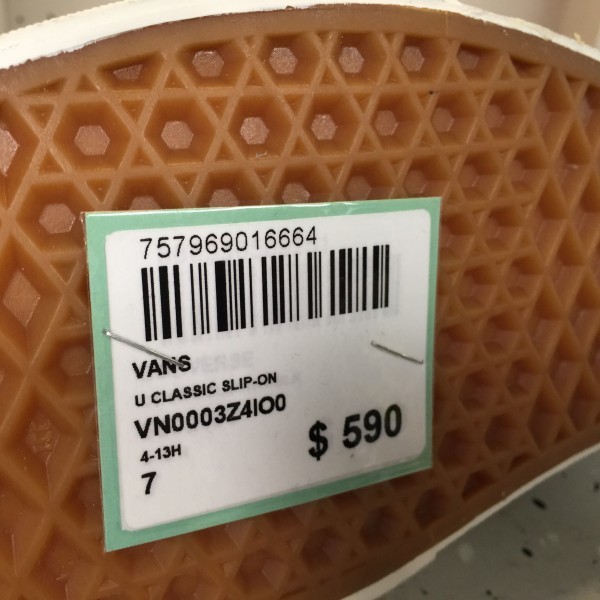 757969016664
VANS
U CLASSIC SLIP-ON
VN0003Z4IO0
4-13H
$ 590
7